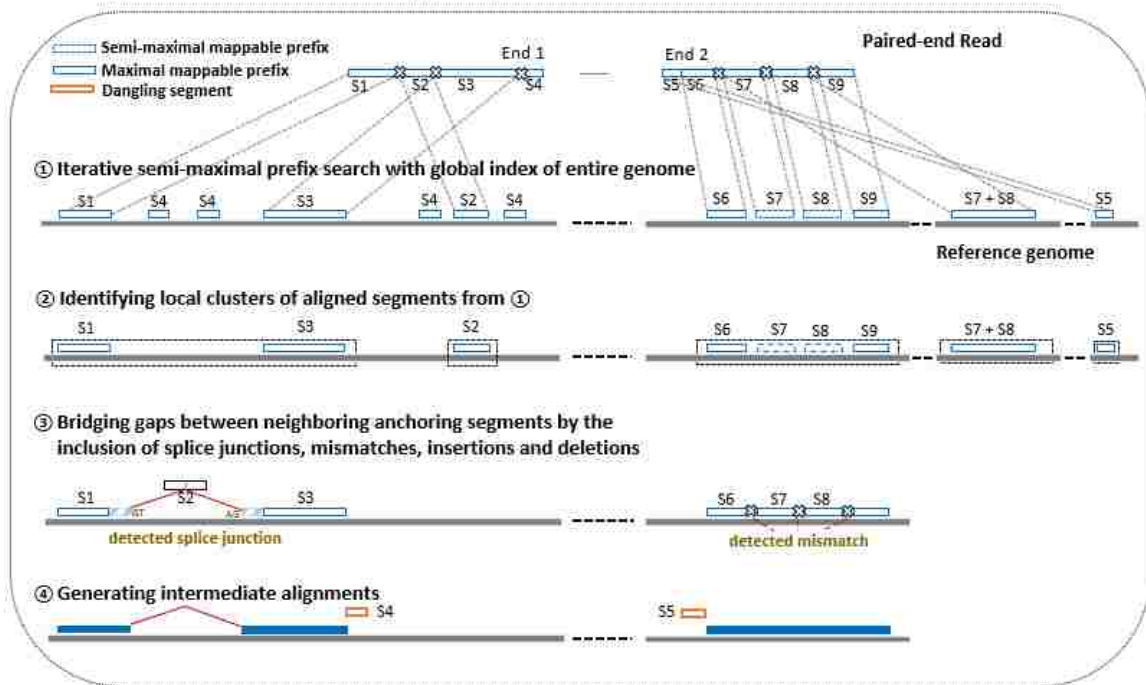 Semi-maximal mappable prefix
Maximal mappable prefix
Dangling segment
End 1
End 2
Paired-end Read
S1 S2 S3 S4
S5 S6 S7 S8 S9
① Iterative semi-maximal prefix search with global index of entire genome
S1 S4 S4 S3 S4 S2 S4 S6 S7 S8 S9 S7 + S8 S5
Reference genome
② Identifying local clusters of aligned segments from ①
S1 S3 S2 S6 S7 S8 S9 S7 + S8 S5
③ Bridging gaps between neighboring anchoring segments by the
inclusion of splice junctions, mismatches, insertions and deletions
S1 S2 S3 S6 S7 S8
detected splice junction
detected mismatch
④ Generating intermediate alignments
S4
S5